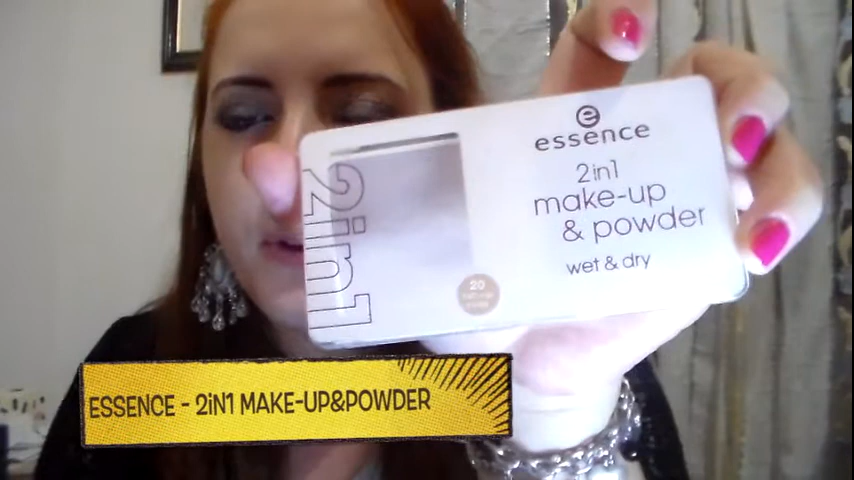 e
essence
2in1
make-up
& powder
wet & dry
2in1
20
ESSENCE - 2iN1 MAKE-UP&POWDER